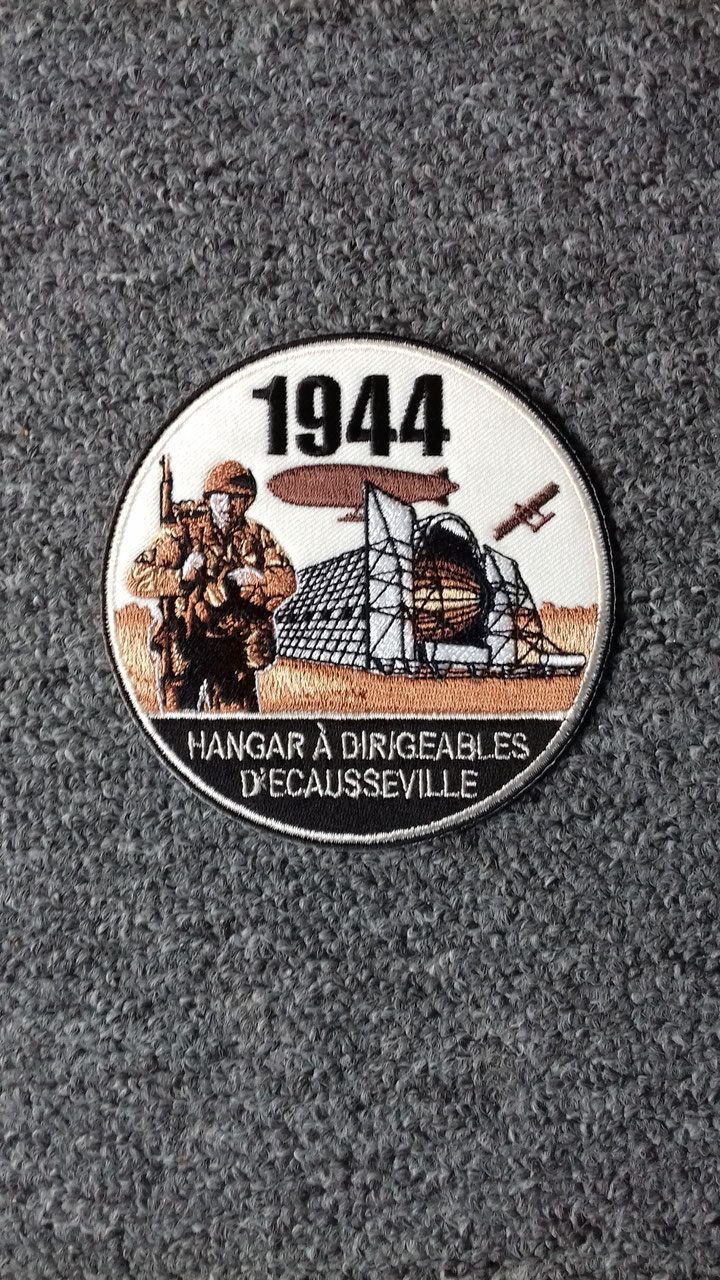 1944
HANGAR À DIRIGEABLES
D'ECAUSSEVILLE